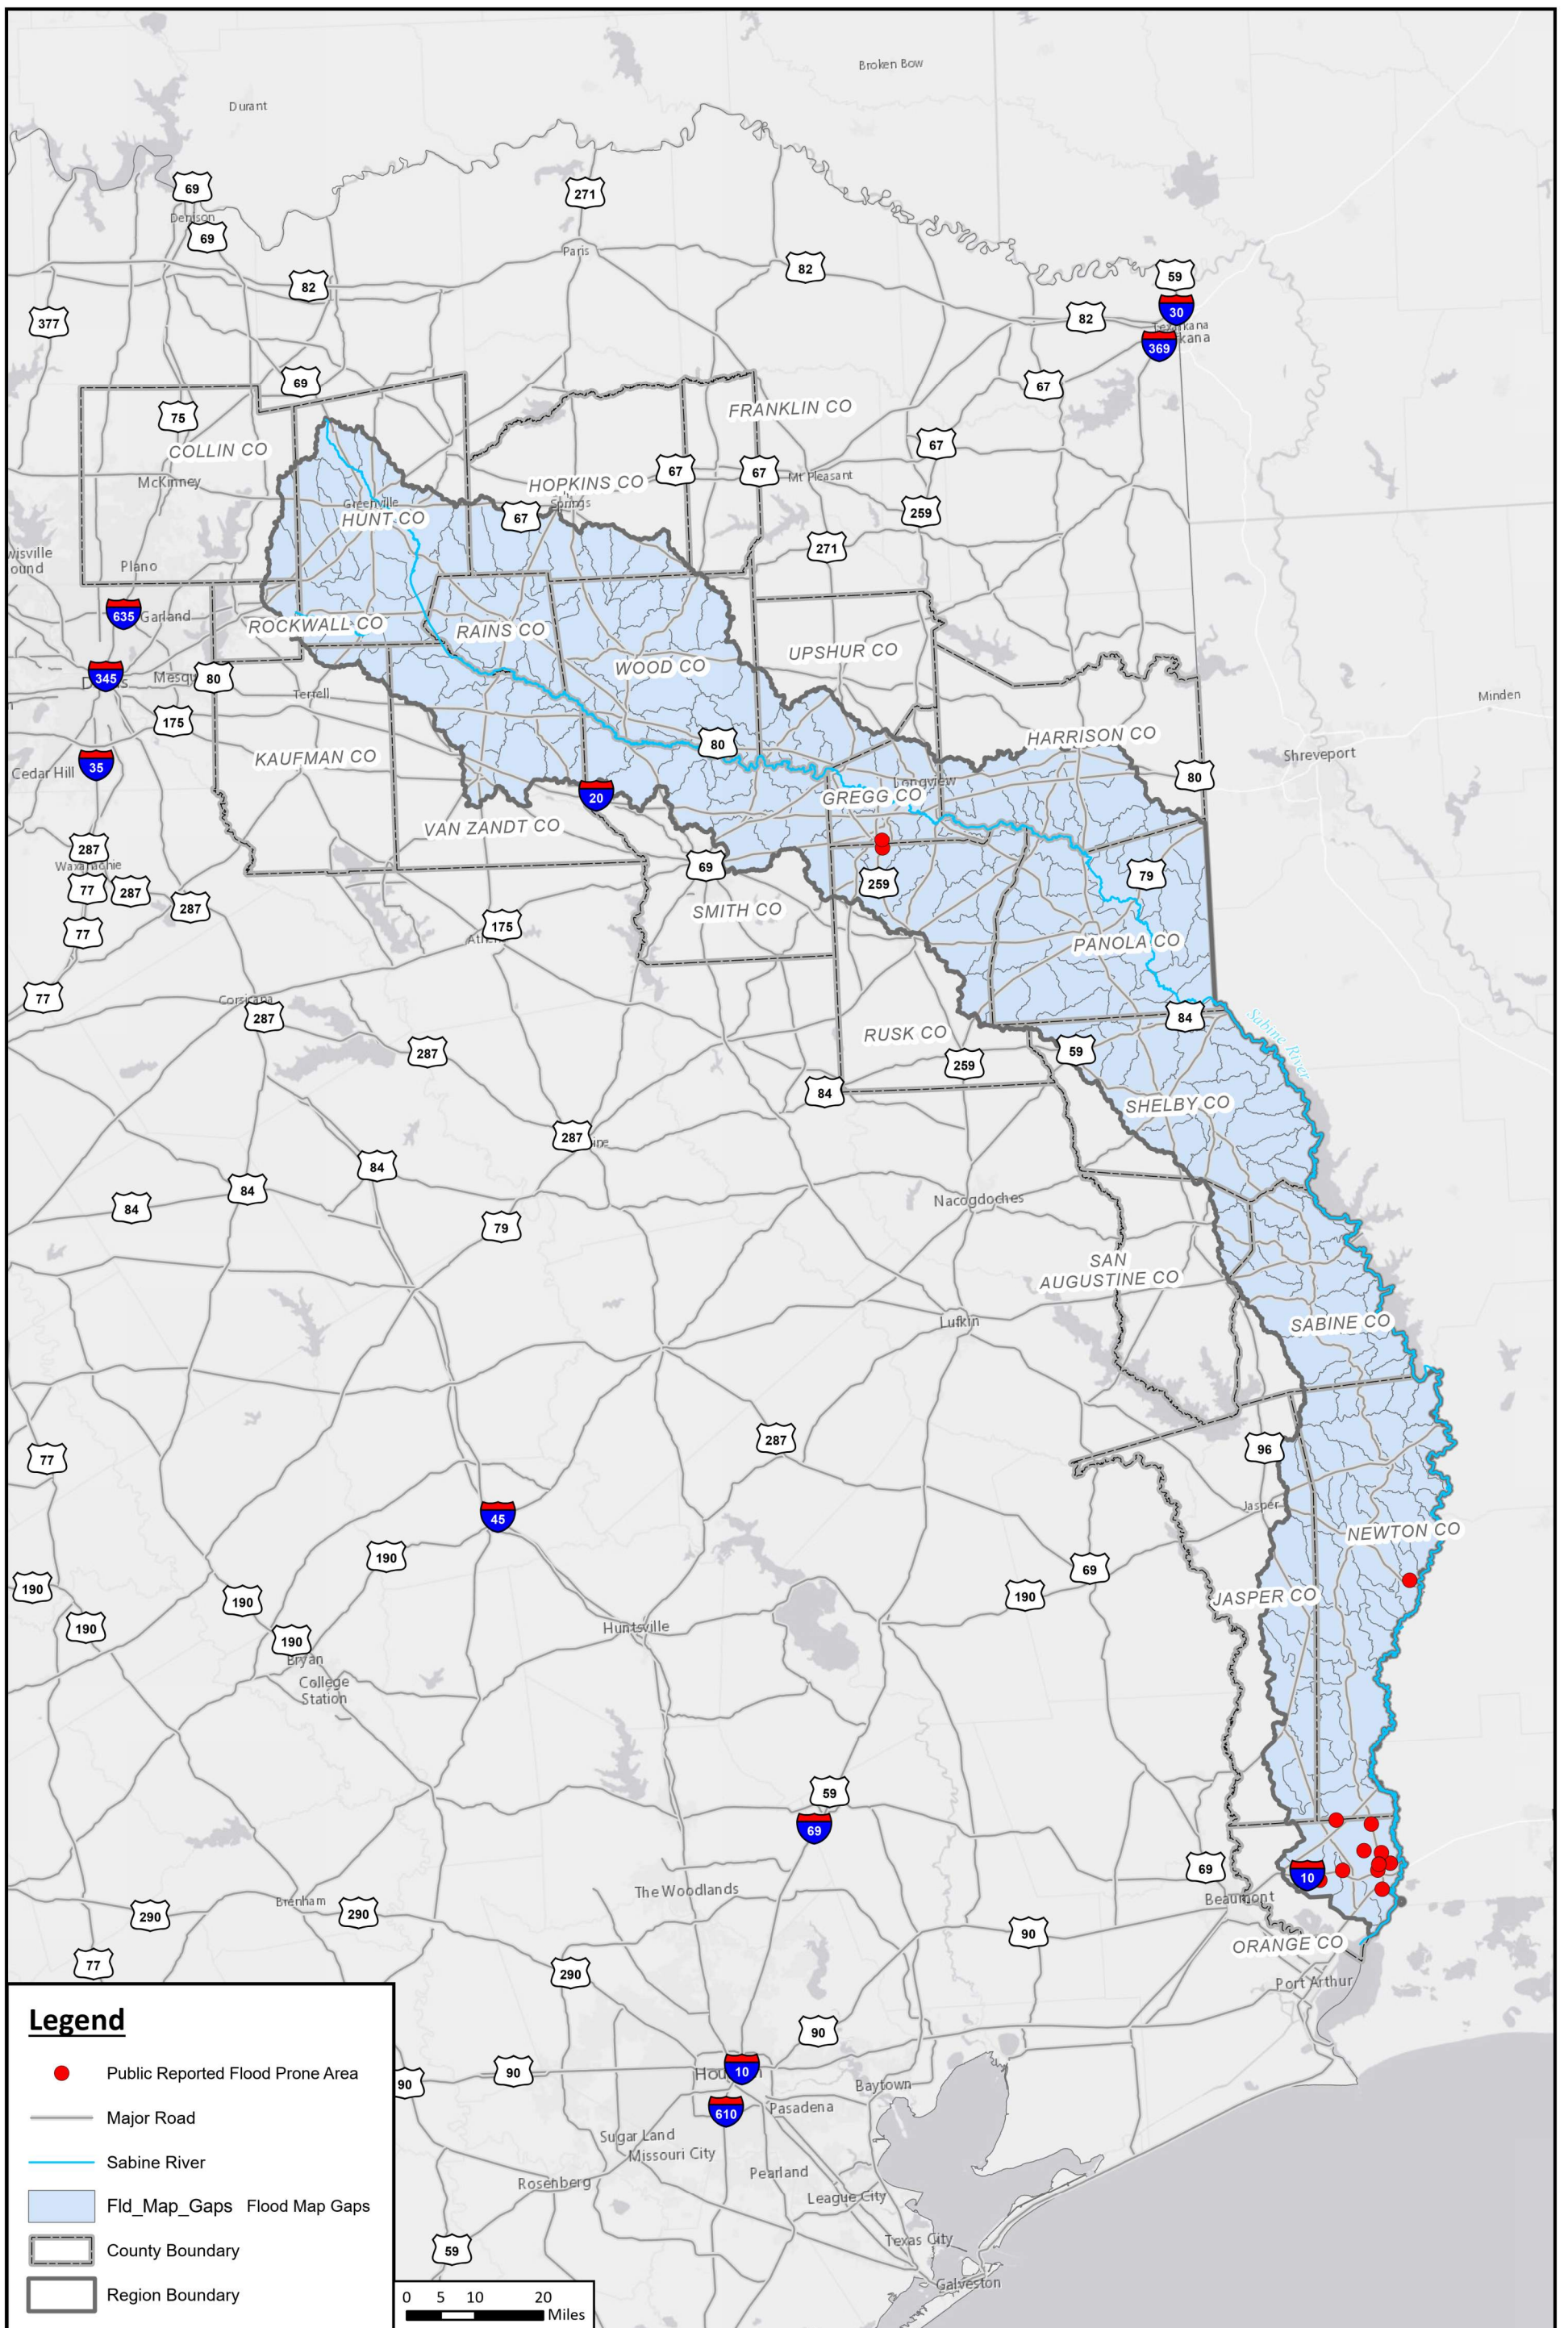 Broken Bow
Durant
69
271
Denison
69
Paris
82
59
82
30
377
82
Texarkana
369
69
67
75
FRANKLIN CO
COLLIN CO
67
67
67
Mt Pleasant
McKinney
HOPKINS CO
Greenville
Springs
259
HUNT CO
67
271
Plano
635
Garland
ROCKWALL CO
RAINS CO
UPSHUR CO
WOOD CO
345
80
Terrell
Minden
175
HARRISON CO
80
KAUFMAN CO
Shreveport
35
Cedar Hill
80
Longview
20
GREGG CO
VAN ZANDT CO
287
Waxahachie
69
79
77
287
259
287
SMITH CO
175
77
PANOLA CO
77
Corsicana
287
84
Sabine River
RUSK CO
287
59
259
84
SHELBY CO
287
84
84
84
Nacogdoches
79
SAN
AUGUSTINE CO
Lufkin
SABINE CO
287
96
77
Jasper
45
NEWTON CO
190
69
190
190
190
JASPER CO
190
Huntsville
190
Bryan
College
Station
59
69
69
10
The Woodlands
Beaumont
Brenham
290
290
90
ORANGE CO
77
290
Port Arthur
90
Legend
Public Reported Flood Prone Area
Major Road
Sabine River
Fld_Map_Gaps Flood Map Gaps
County Boundary
Region Boundary
90
90
10
Baytown
610
Pasadena
Sugar Land
Missouri City
Pearland
Rosenberg
League City
Texas City
59
Galveston
0 5 10 20
Miles